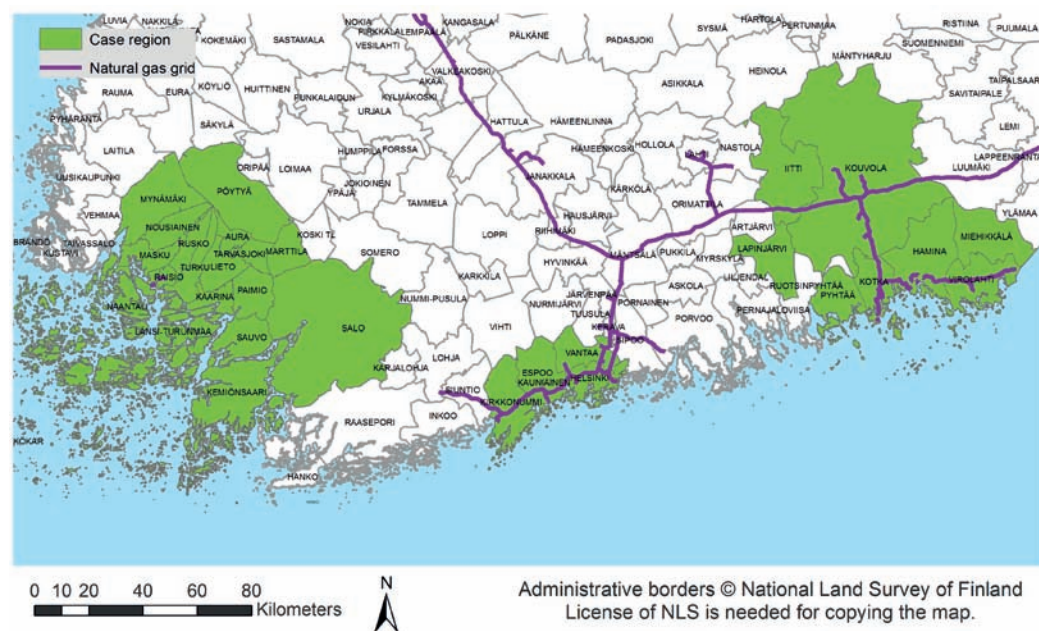 Case region
Natural gas grid
LUVIA
NAKKILA
KOKEMÄKI
SASTAMALA
NOKIA
KANGASALA
PIRKKALALEMPÄÄLÄ
VESILAHTI
PÄLKÄNE
PADASJOKI
SYSMÄ
HARTOLA
PERTUNMAA
RISTIINA
PUUMALA
MÄNTYHARJU
SUOMENNIEMI
VALKEAKOSKI
AKAA
KYLMÄKOSKI
RAUMA
EURA
KÖYLIÖ
HUITTINEN
PUNKALAIDUN
URJALA
ASIKKALA
HEINOLA
TAIPALSAARI
SAVITAIPALE
PYHÄRANTA
SÄKYLÄ
HATTULA
HÄMEENLINNA
LEMI
LAITILA
HUMPPILA
FORSSA
HÄMEENKOSKI
HOLLOLA
NASTOLA
LAHTI
LAPPEENRANTA
LUUMÄKI
UUSIKAUPUNKI
ORIPÄÄ
LOIMAA
JOKIOINEN
YPÄJÄ
JANAKKALA
KÄRKÖLÄ
IITTI
KOUVOLA
MYNÄMÄKI
PÖYTYÄ
TAMMELA
HAUSJÄRVI
ORIMATTILA
YLÄMAA
VEHMAA
NOUSIAINEN
AURA
KOSKI TL
LOPPI
RIIHIMÄKI
ARTJÄRVI
BRÄNDÖ
KUSTAVI
TAIVASSALO
RUSKO
MASKU
TARVASJOKI
MARTTILA
SOMERO
MÄNTSÄLÄ
PUKKILA
MYRSKYLÄ
LAPINJÄRVI
HAMINA
MIEHIKKÄLÄ
TURKULIETO
RAISIO
KARKKILA
HYVINKÄÄ
ASKOLA
LILJENDAL
RUOTSINPYHTÄÄ
PYHTÄÄ
KOTKA
VIROLAHTI
NAANTALI
KAARINA
PAIMIO
NUMMI-PUSULA
NURMIJÄRVI
JÄRVENPÄÄ
TUUSULA
PORNAINEN
PERNAJALOVIISA
LÄNSI-TURUNMAA
SAUVO
SALO
VIHTI
KERAVA
SIPOO
PORVOO
LOHJA
VANTAA
KARJALOHJA
ESPOO
KAUNIAINEN
HELSINKI
KEMIÖNSAARI
SIUNTIO
KIRKKONUMMI
RAASEPORI
INKOO
KÖKAR
HANKO
0 10 20 40 60 80
Kilometers
N
Administrative borders © National Land Survey of Finland
License of NLS is needed for copying the map.